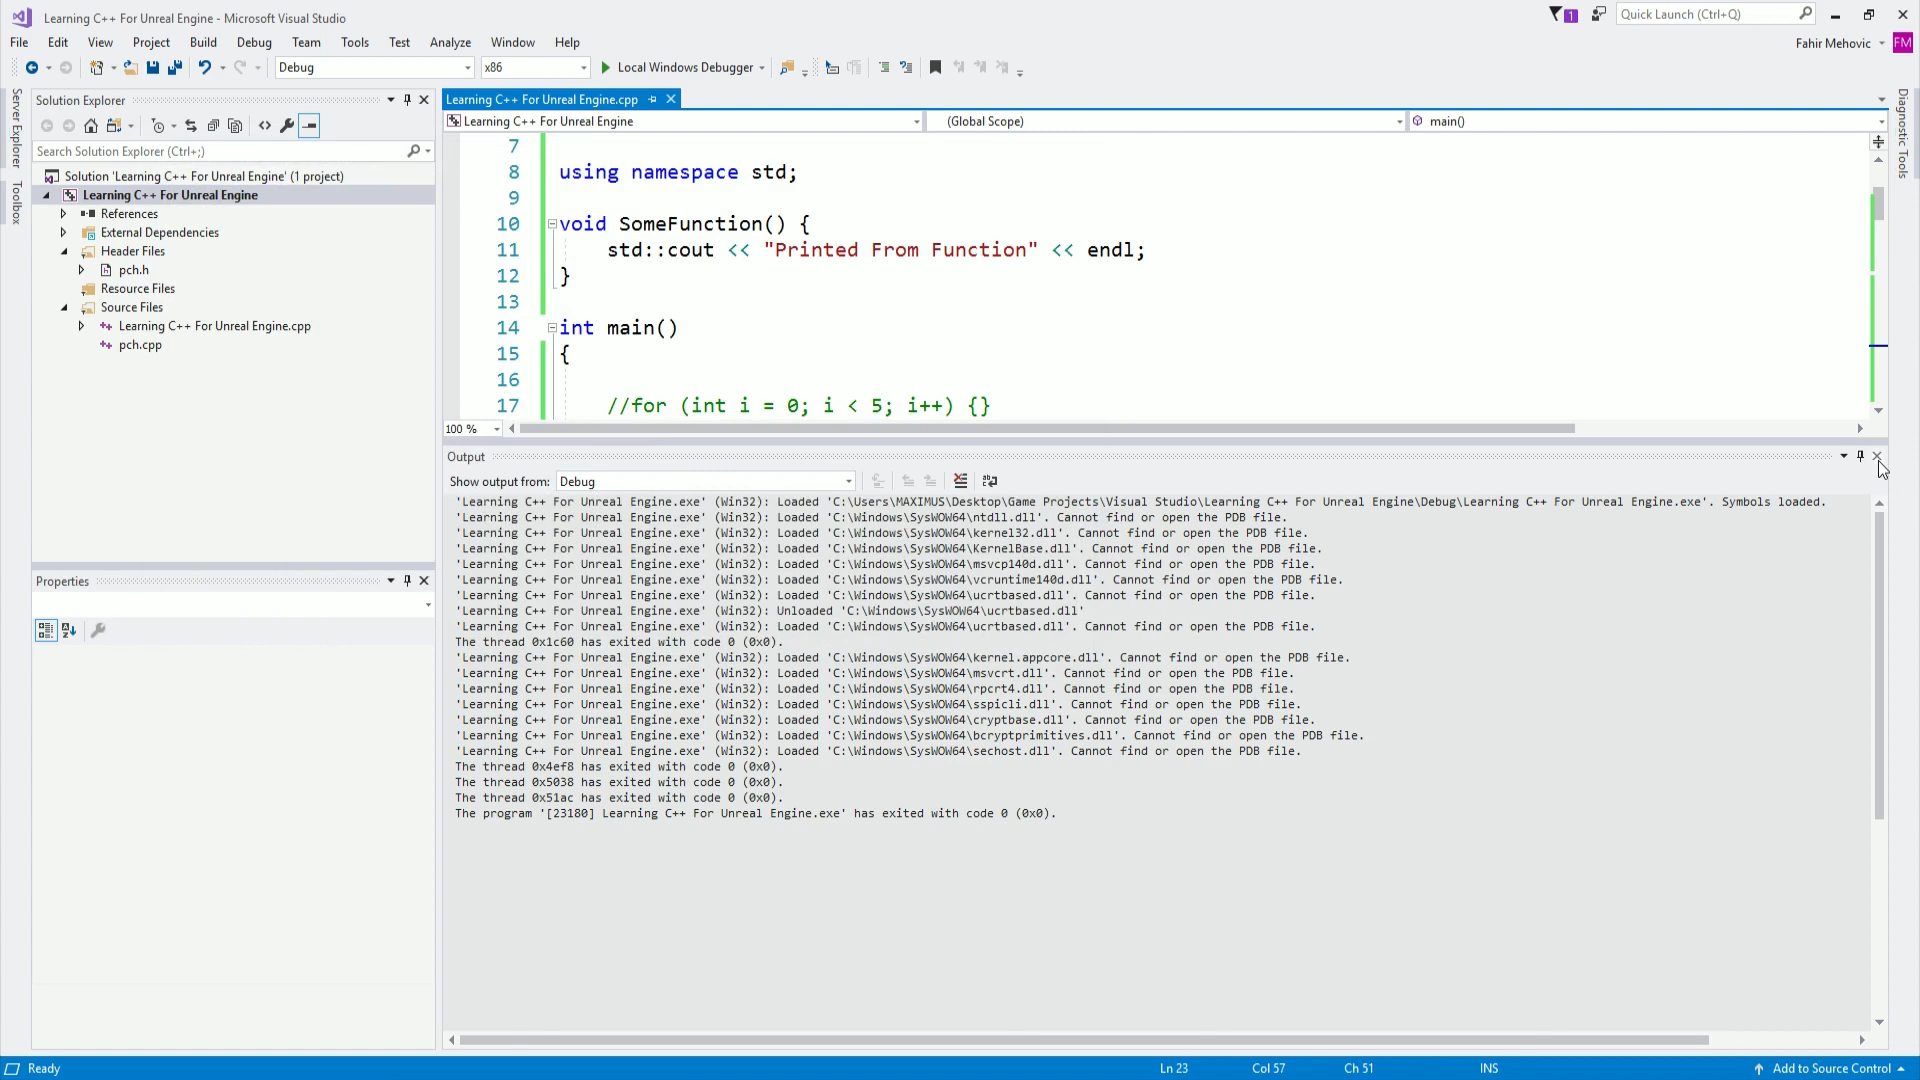 Learning C++ For Unreal Engine - Microsoft Visual Studio
1
Quick Launch (Ctrl+Q)
File Edit View Project Build Debug Team Tools Test Analyze Window Help
Fahir Mehovic
FM
Debug
x86
Local Windows Debugger
Server Explorer
Toolbox
Solution Explorer
Search Solution Explorer (Ctrl+;)
Solution 'Learning C++ For Unreal Engine' (1 project)
Learning C++ For Unreal Engine
References
External Dependencies
Header Files
pch.h
Resource Files
Source Files
Learning C++ For Unreal Engine.cpp
pch.cpp
Properties
Learning C++ For Unreal Engine.cpp
Learning C++ For Unreal Engine
(Global Scope)
main()
Diagnostic Tools
7
8 using namespace std;
9
10 void SomeFunction() {
11 std::cout << "Printed From Function" << endl;
12 }
13
14 int main()
15 {
16
17 //for (int i = 0; i < 5; i++) {}
100 %
Output
Show output from: Debug
'Learning C++ For Unreal Engine.exe' (Win32): Loaded 'C:\Users\MAXIMUS\Desktop\Game Projects\Visual Studio\Learning C++ For Unreal Engine\Debug\Learning C++ For Unreal Engine.exe'. Symbols loaded.
'Learning C++ For Unreal Engine.exe' (Win32): Loaded 'C:\Windows\SysWOW64\ntdll.dll'. Cannot find or open the PDB file.
'Learning C++ For Unreal Engine.exe' (Win32): Loaded 'C:\Windows\SysWOW64\kernel32.dll'. Cannot find or open the PDB file.
'Learning C++ For Unreal Engine.exe' (Win32): Loaded 'C:\Windows\SysWOW64\KernelBase.dll'. Cannot find or open the PDB file.
'Learning C++ For Unreal Engine.exe' (Win32): Loaded 'C:\Windows\SysWOW64\msvcp140d.dll'. Cannot find or open the PDB file.
'Learning C++ For Unreal Engine.exe' (Win32): Loaded 'C:\Windows\SysWOW64\vcruntime140d.dll'. Cannot find or open the PDB file.
'Learning C++ For Unreal Engine.exe' (Win32): Loaded 'C:\Windows\SysWOW64\ucrtbased.dll'. Cannot find or open the PDB file.
'Learning C++ For Unreal Engine.exe' (Win32): Unloaded 'C:\Windows\SysWOW64\ucrtbased.dll'
'Learning C++ For Unreal Engine.exe' (Win32): Loaded 'C:\Windows\SysWOW64\ucrtbased.dll'. Cannot find or open the PDB file.
The thread 0x1c60 has exited with code 0 (0x0).
'Learning C++ For Unreal Engine.exe' (Win32): Loaded 'C:\Windows\SysWOW64\kernel.appcore.dll'. Cannot find or open the PDB file.
'Learning C++ For Unreal Engine.exe' (Win32): Loaded 'C:\Windows\SysWOW64\msvcrt.dll'. Cannot find or open the PDB file.
'Learning C++ For Unreal Engine.exe' (Win32): Loaded 'C:\Windows\SysWOW64\rpcrt4.dll'. Cannot find or open the PDB file.
'Learning C++ For Unreal Engine.exe' (Win32): Loaded 'C:\Windows\SysWOW64\sspicli.dll'. Cannot find or open the PDB file.
'Learning C++ For Unreal Engine.exe' (Win32): Loaded 'C:\Windows\SysWOW64\cryptbase.dll'. Cannot find or open the PDB file.
'Learning C++ For Unreal Engine.exe' (Win32): Loaded 'C:\Windows\SysWOW64\bcryptprimitives.dll'. Cannot find or open the PDB file.
'Learning C++ For Unreal Engine.exe' (Win32): Loaded 'C:\Windows\SysWOW64\sechost.dll'. Cannot find or open the PDB file.
The thread 0x4ef8 has exited with code 0 (0x0).
The thread 0x5038 has exited with code 0 (0x0).
The thread 0x51ac has exited with code 0 (0x0).
The program '[23180] Learning C++ For Unreal Engine.exe' has exited with code 0 (0x0).
Ready
Ln 23
Col 57
Ch 51
INS
Add to Source Control